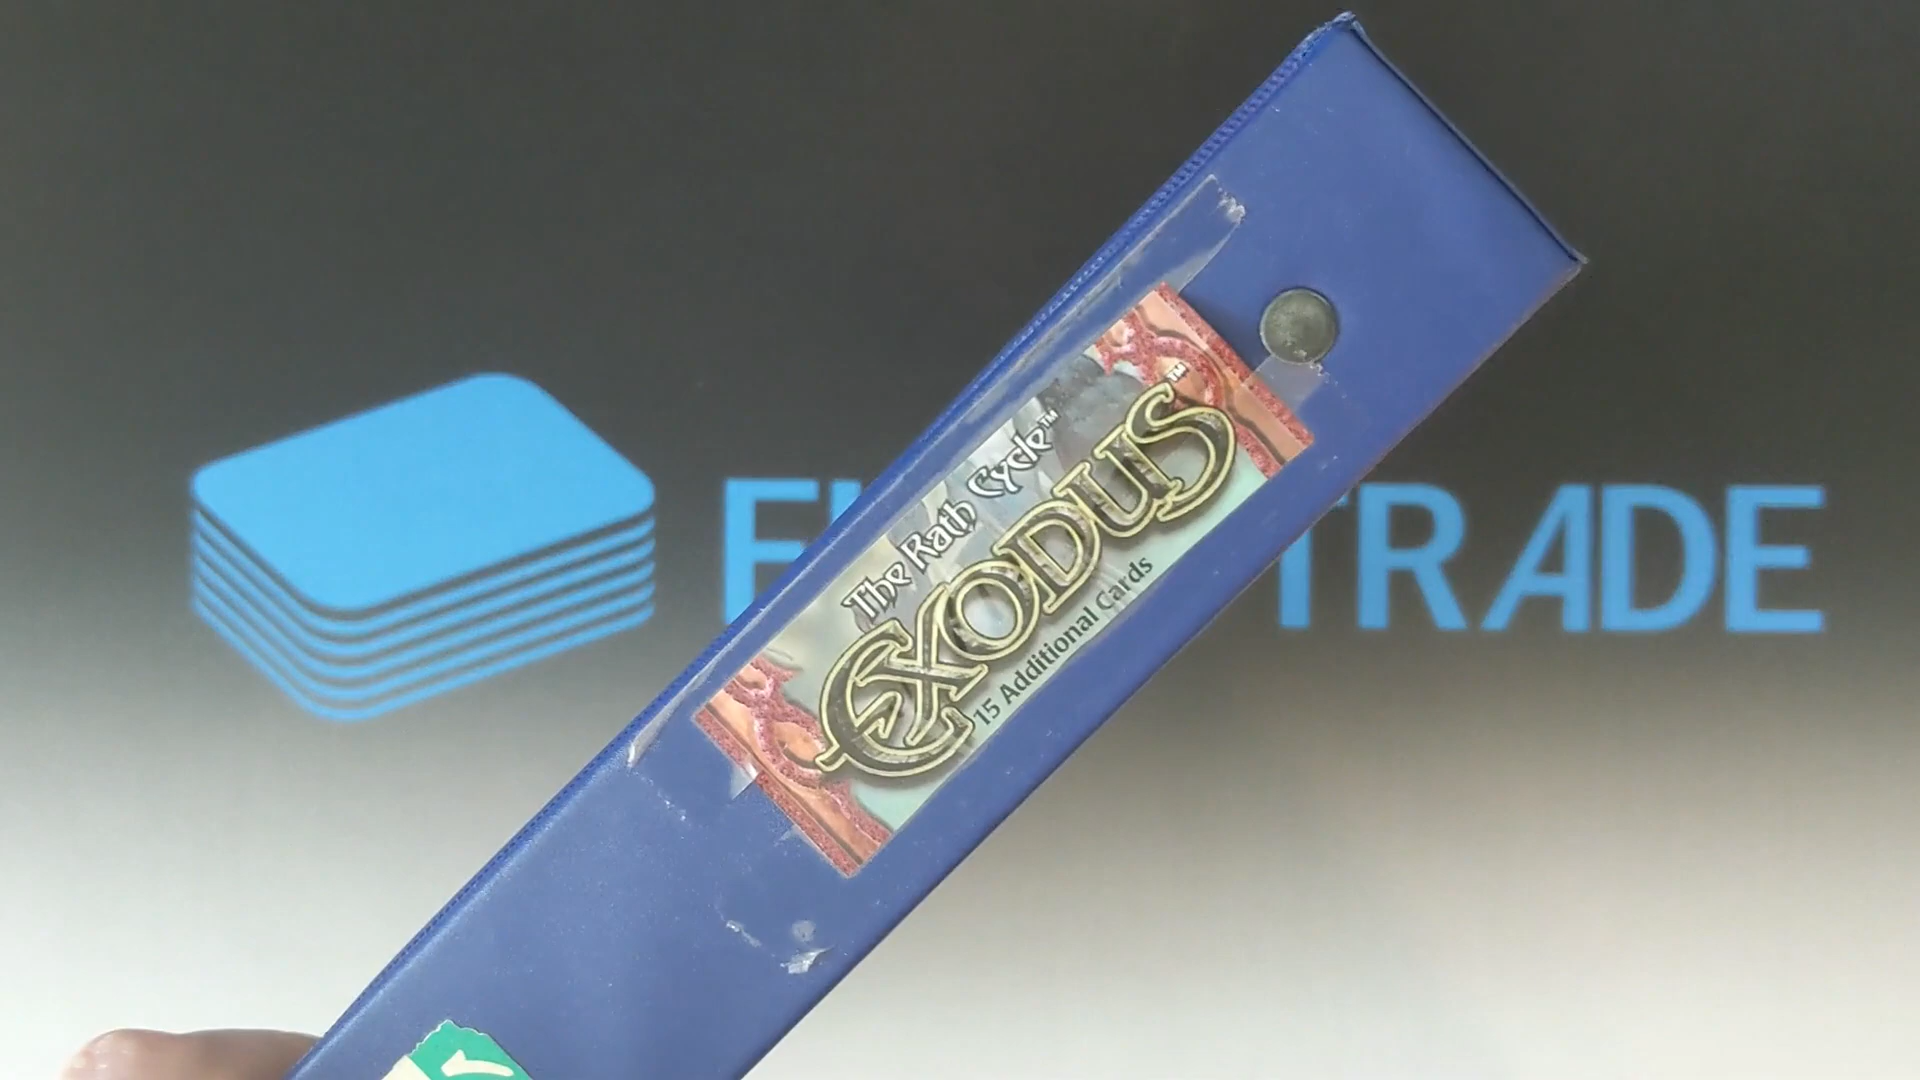 The Rath Cycle™
EXODUS™
15 Additional Cards
TRADE